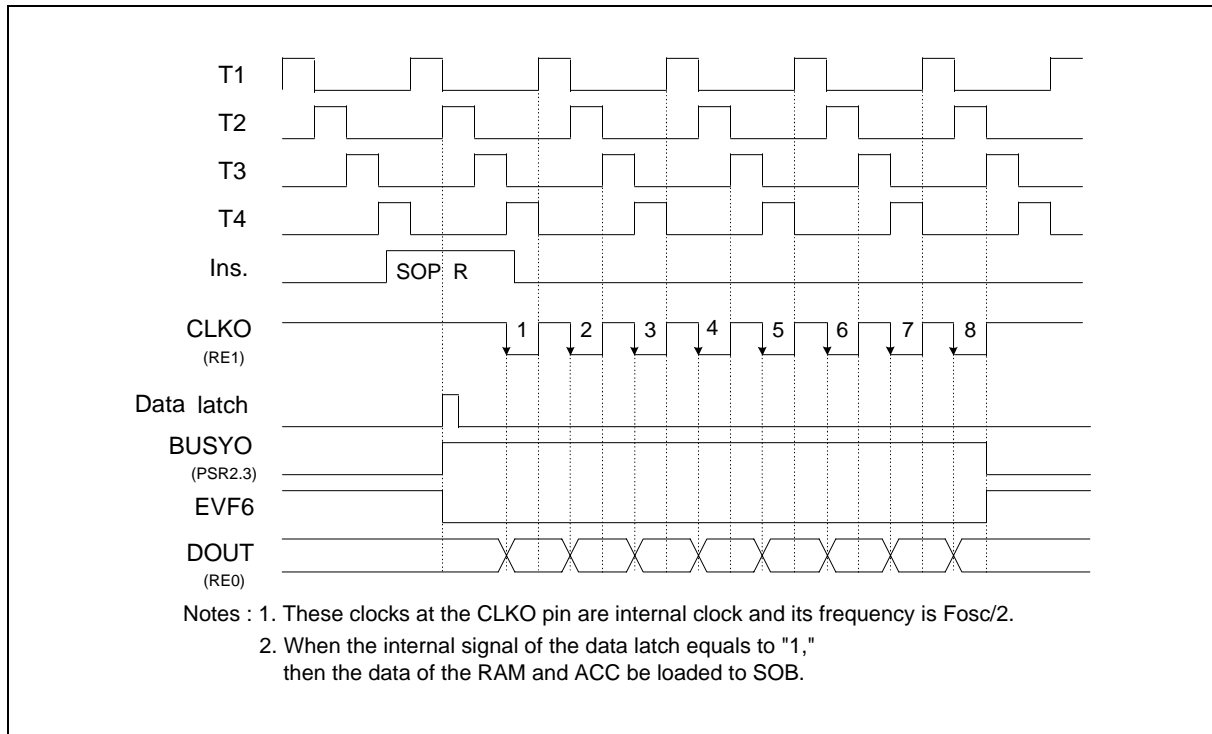 T1
T2
T3
T4
Ins.
SOP R
CLKO
(RE1)
1 2 3 4 5 6 7 8
Data latch
BUSYO
(PSR2.3)
EVF6
DOUT
(RE0)
Notes : 1. These clocks at the CLKO pin are internal clock and its frequency is Fosc/2.
2. When the internal signal of the data latch equals to "1,"
then the data of the RAM and ACC be loaded to SOB.